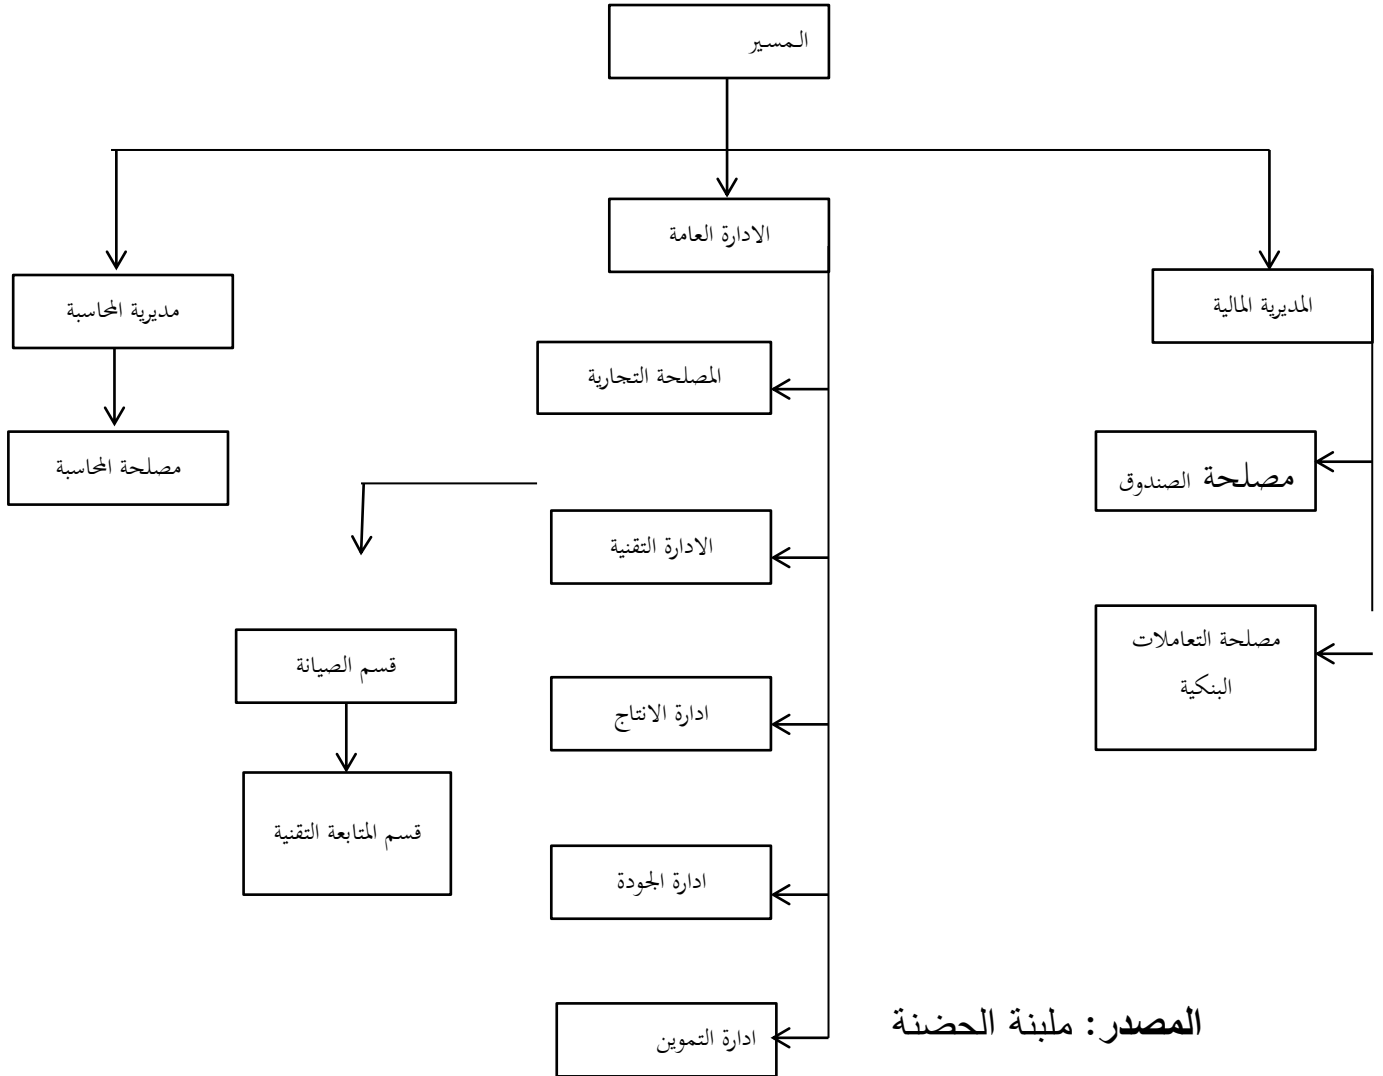 المسير
الادارة العامة
المديرية المالية
مديرية المحاسبة
المصلحة التجارية
مصلحة الصندوق
مصلحة المحاسبة
الادارة التقنية
مصلحة التعاملات
البنكية
قسم الصيانة
ادارة الانتاج
قسم المتابعة التقنية
ادارة الجودة
ادارة التموين
المصدر: ملبنة الحضنة